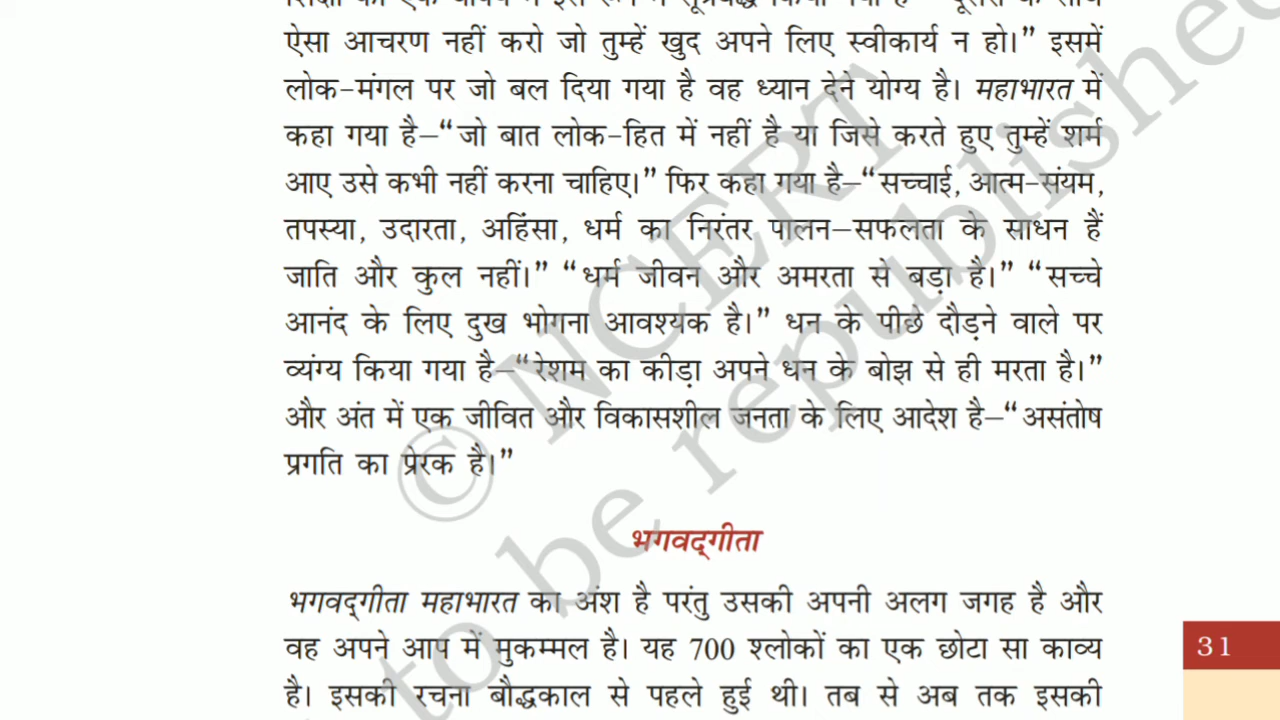 ऐसा आचरण नहीं करो जो तुम्हें खुद अपने लिए स्वीकार्य न हो।” इसमें
लोक-मंगल पर जो बल दिया गया है वह ध्यान देने योग्य है। महाभारत में
कहा गया है–“जो बात लोक-हित में नहीं है या जिसे करते हुए तुम्हें शर्म
आए उसे कभी नहीं करना चाहिए।” फिर कहा गया है–“सच्चाई, आत्म-संयम,
तपस्या, उदारता, अहिंसा, धर्म का निरंतर पालन–सफलता के साधन हैं
जाति और कुल नहीं।” “धर्म जीवन और अमरता से बड़ा है।” “सच्चे
आनंद के लिए दुख भोगना आवश्यक है।” धन के पीछे दौड़ने वाले पर
व्यंग्य किया गया है–“रेशम का कीड़ा अपने धन के बोझ से ही मरता है।”
और अंत में एक जीवित और विकासशील जनता के लिए आदेश है–“असंतोष
प्रगति का प्रेरक है।”
भगवद्‌गीता
भगवद्‌गीता महाभारत का अंश है परंतु उसकी अपनी अलग जगह है और
वह अपने आप में मुकम्मल है। यह 700 श्लोकों का एक छोटा सा काव्य
है। इसकी रचना बौद्धकाल से पहले हुई थी। तब से अब तक इसकी
31
© NCERT
to be republished